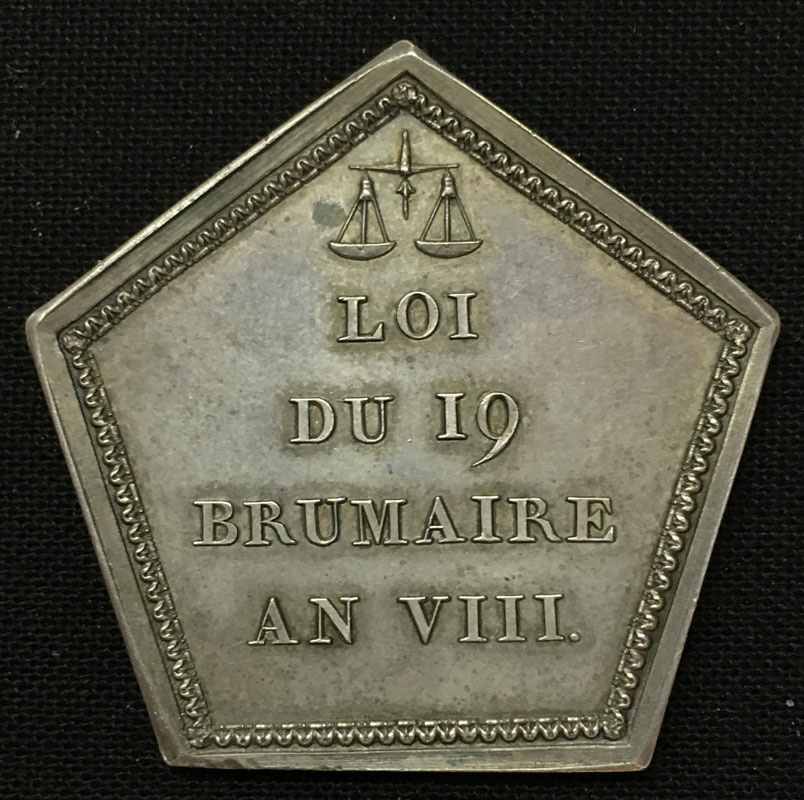 LOI
DU 19
BRUMAIRE
AN VIII.